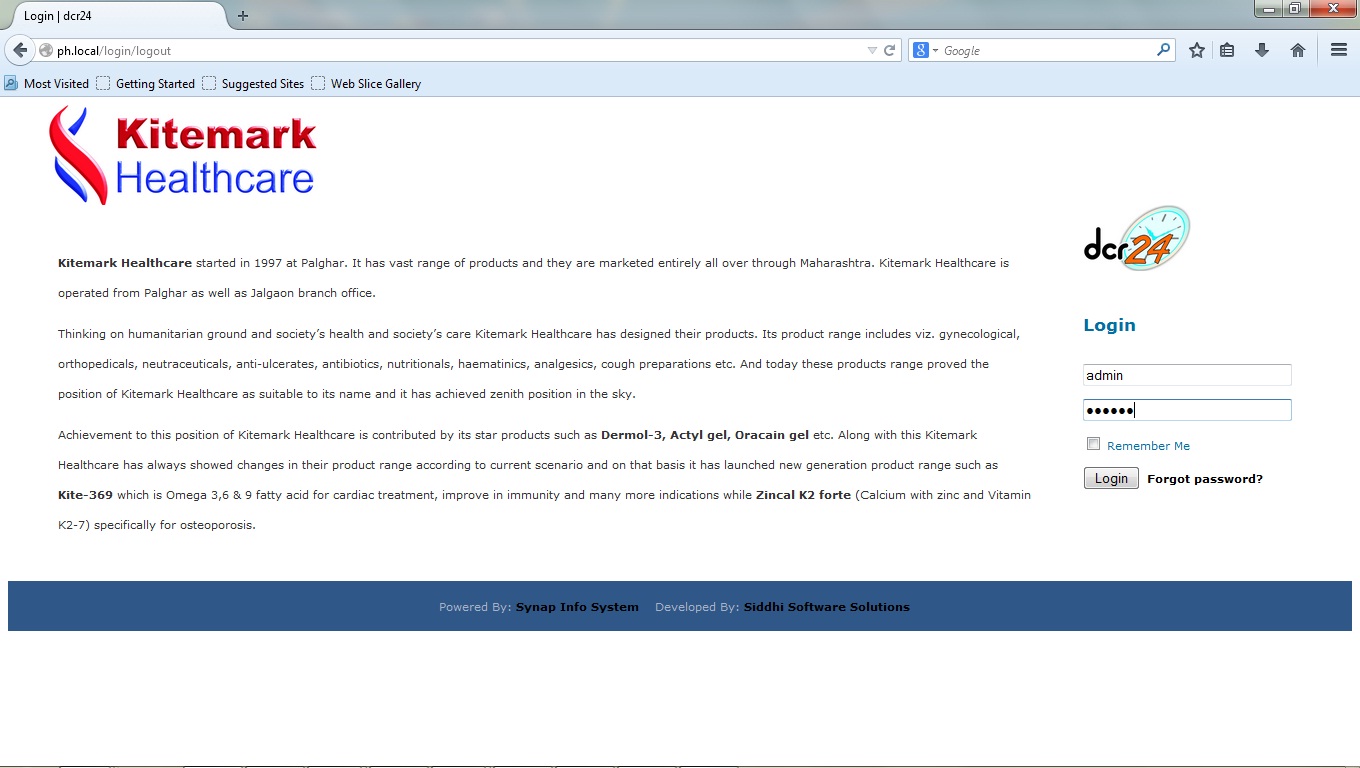 Login | dcr24
ph.local/login/logout
Google
Most Visited Getting Started Suggested Sites Web Slice Gallery
Kitemark
Healthcare
Kitemark Healthcare started in 1997 at Palghar. It has vast range of products and they are marketed entirely all over through Maharashtra. Kitemark Healthcare is
operated from Palghar as well as Jalgaon branch office.
Thinking on humanitarian ground and society’s health and society’s care Kitemark Healthcare has designed their products. Its product range includes viz. gynecological,
orthopedicals, neutraceuticals, anti-ulcerates, antibiotics, nutritionals, haematinics, analgesics, cough preparations etc. And today these products range proved the
position of Kitemark Healthcare as suitable to its name and it has achieved zenith position in the sky.
Achievement to this position of Kitemark Healthcare is contributed by its star products such as Dermol-3, Actyl gel, Oracain gel etc. Along with this Kitemark
Healthcare has always showed changes in their product range according to current scenario and on that basis it has launched new generation product range such as
Kite-369 which is Omega 3,6 & 9 fatty acid for cardiac treatment, improve in immunity and many more indications while Zincal K2 forte (Calcium with zinc and Vitamin
K2-7) specifically for osteoporosis.
dcr24
Login
admin
••••••
Remember Me
Login Forgot password?
Powered By: Synap Info System Developed By: Siddhi Software Solutions